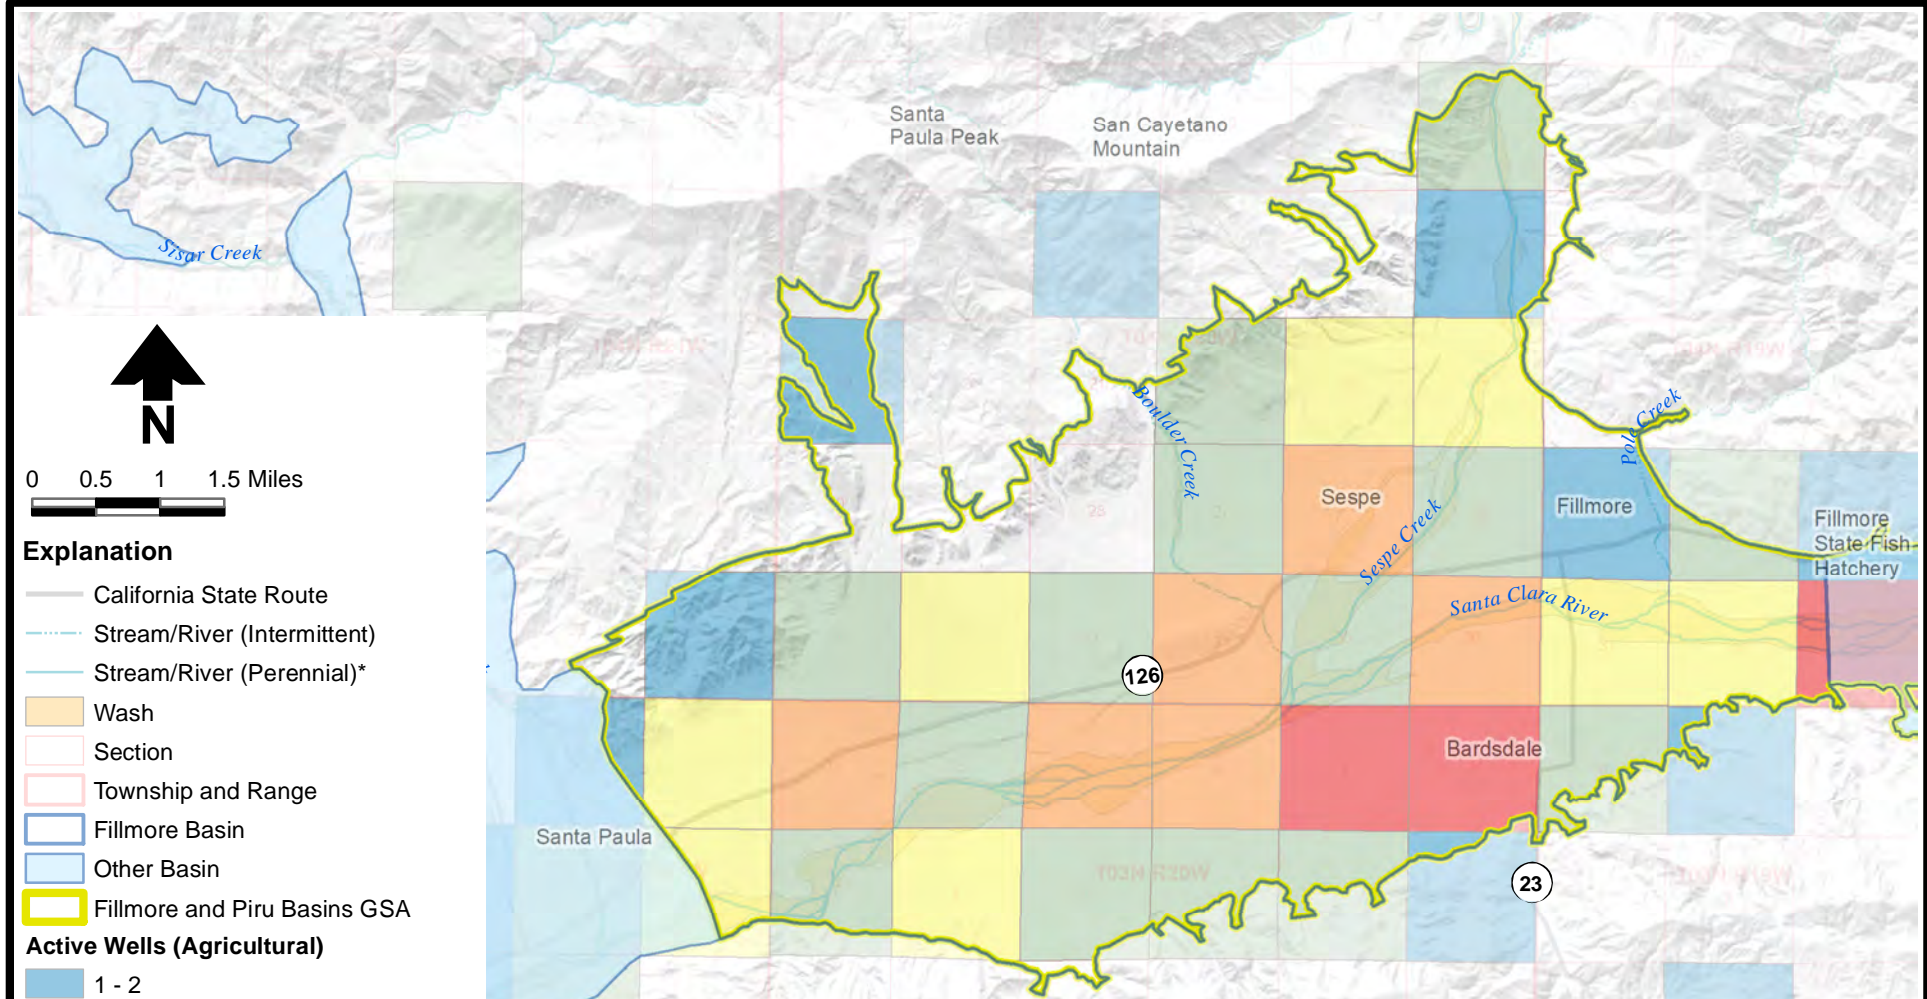 Santa
Paula Peak
San Cayetano
Mountain
Sisar Creek
N
0 0.5 1 1.5 Miles
Boulder Creek
Pole Creek
Sespe
Sespe Creek
Fillmore
Fillmore
State Fish
Hatchery
Santa Clara River
126
Bardsdale
Santa Paula
T03N R20W
23
Explanation
California State Route
Stream/River (Intermittent)
Stream/River (Perennial)*
Wash
Section
Township and Range
Fillmore Basin
Other Basin
Fillmore and Piru Basins GSA
Active Wells (Agricultural)
1 - 2